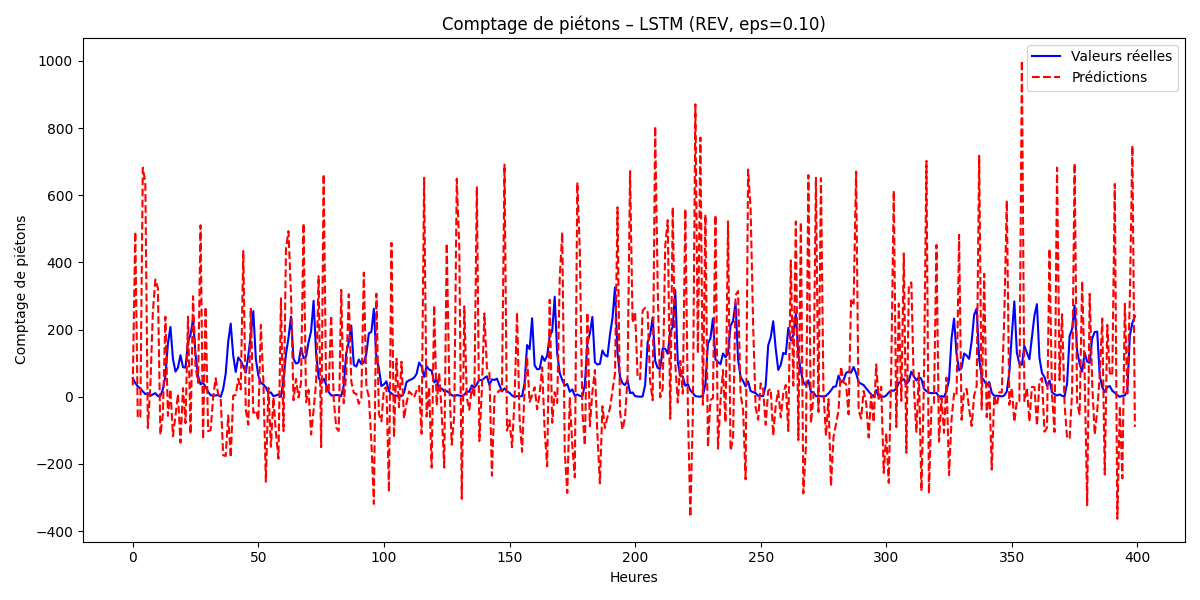 Comptage de piétons – LSTM (REV, eps=0.10)
Valeurs réelles
Prédictions
Comptage de piétons
1000
800
600
400
200
0
−200
−400
0 50 100 150 200 250 300 350 400
Heures